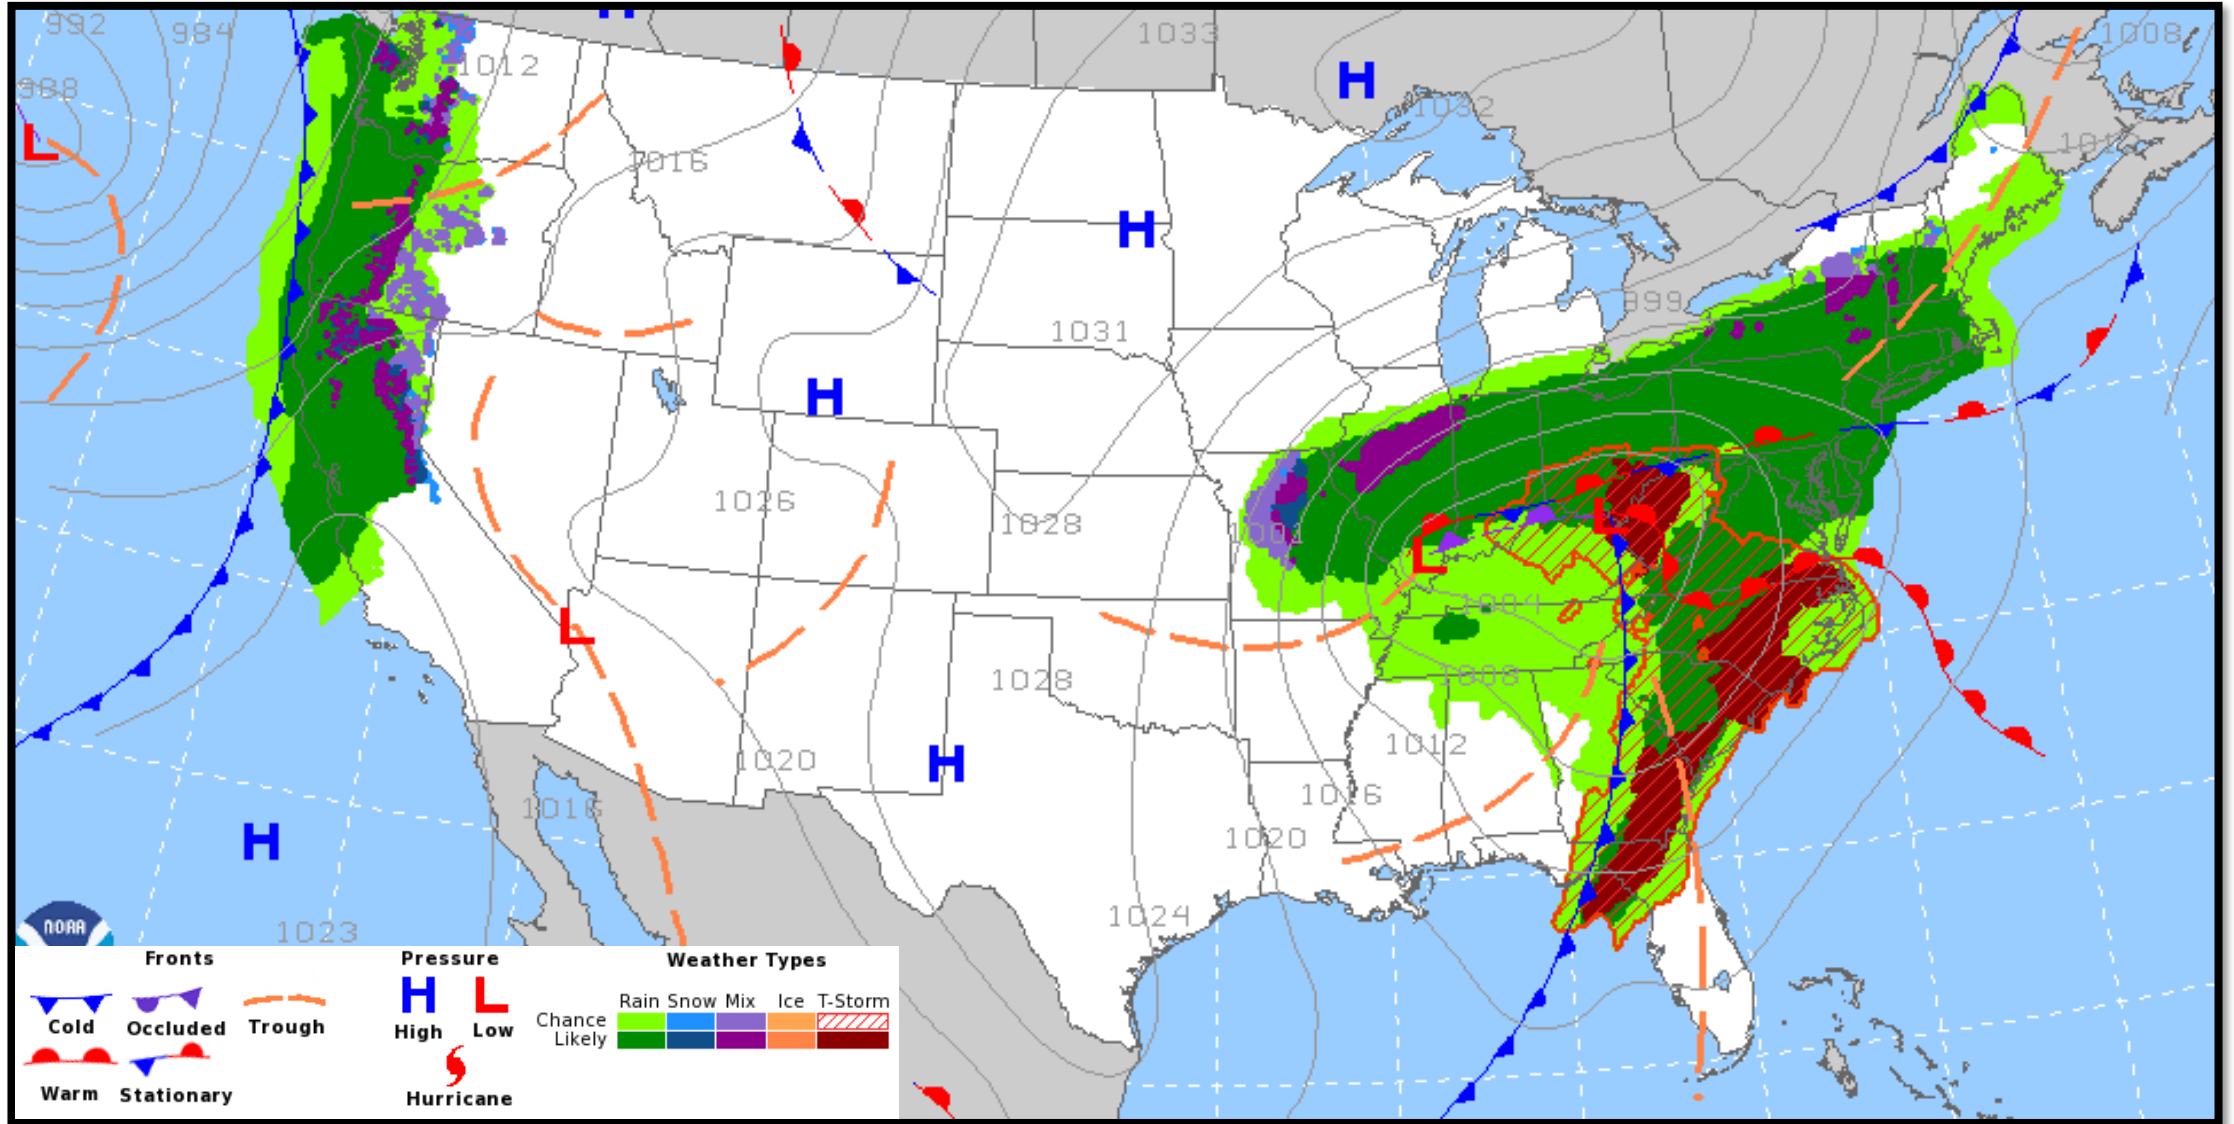 992
984
1033
H
1008
1012
H
1032
988
L
1016
H
1031
999
H
1026
1028
1001
L
L
1004
L
1028
1008
1012
1020
H
1016
1016
1020
H
1024
1023
NOAA
Fronts
Pressure
Weather Types
H L
Rain Snow Mix Ice T-Storm
Cold Occluded Trough
High Low
Chance
Likely
Warm Stationary
Hurricane